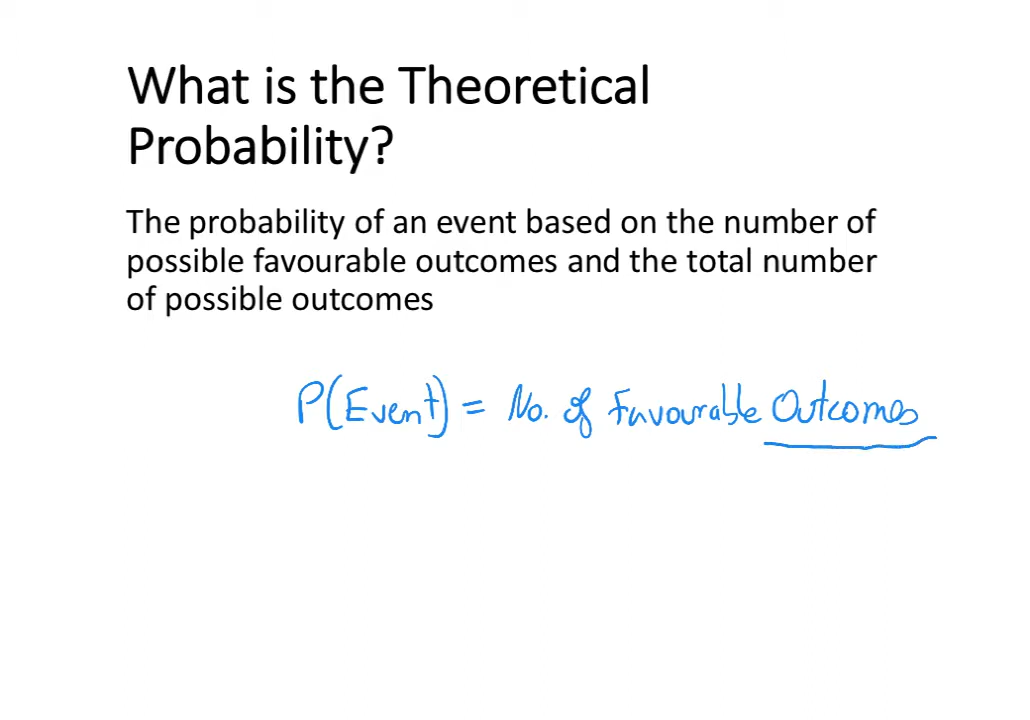 What is the Theoretical
Probability?
The probability of an event based on the number of
possible favourable outcomes and the total number
of possible outcomes
P(Event) = No. of Favourable Outcomes